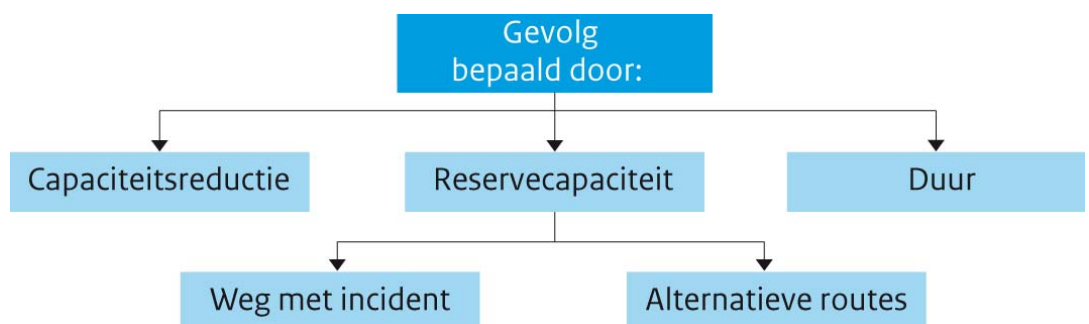 Gevolg
bepaald door:
Capaciteitsreductie
Reservecapaciteit
Duur
Weg met incident
Alternatieve routes